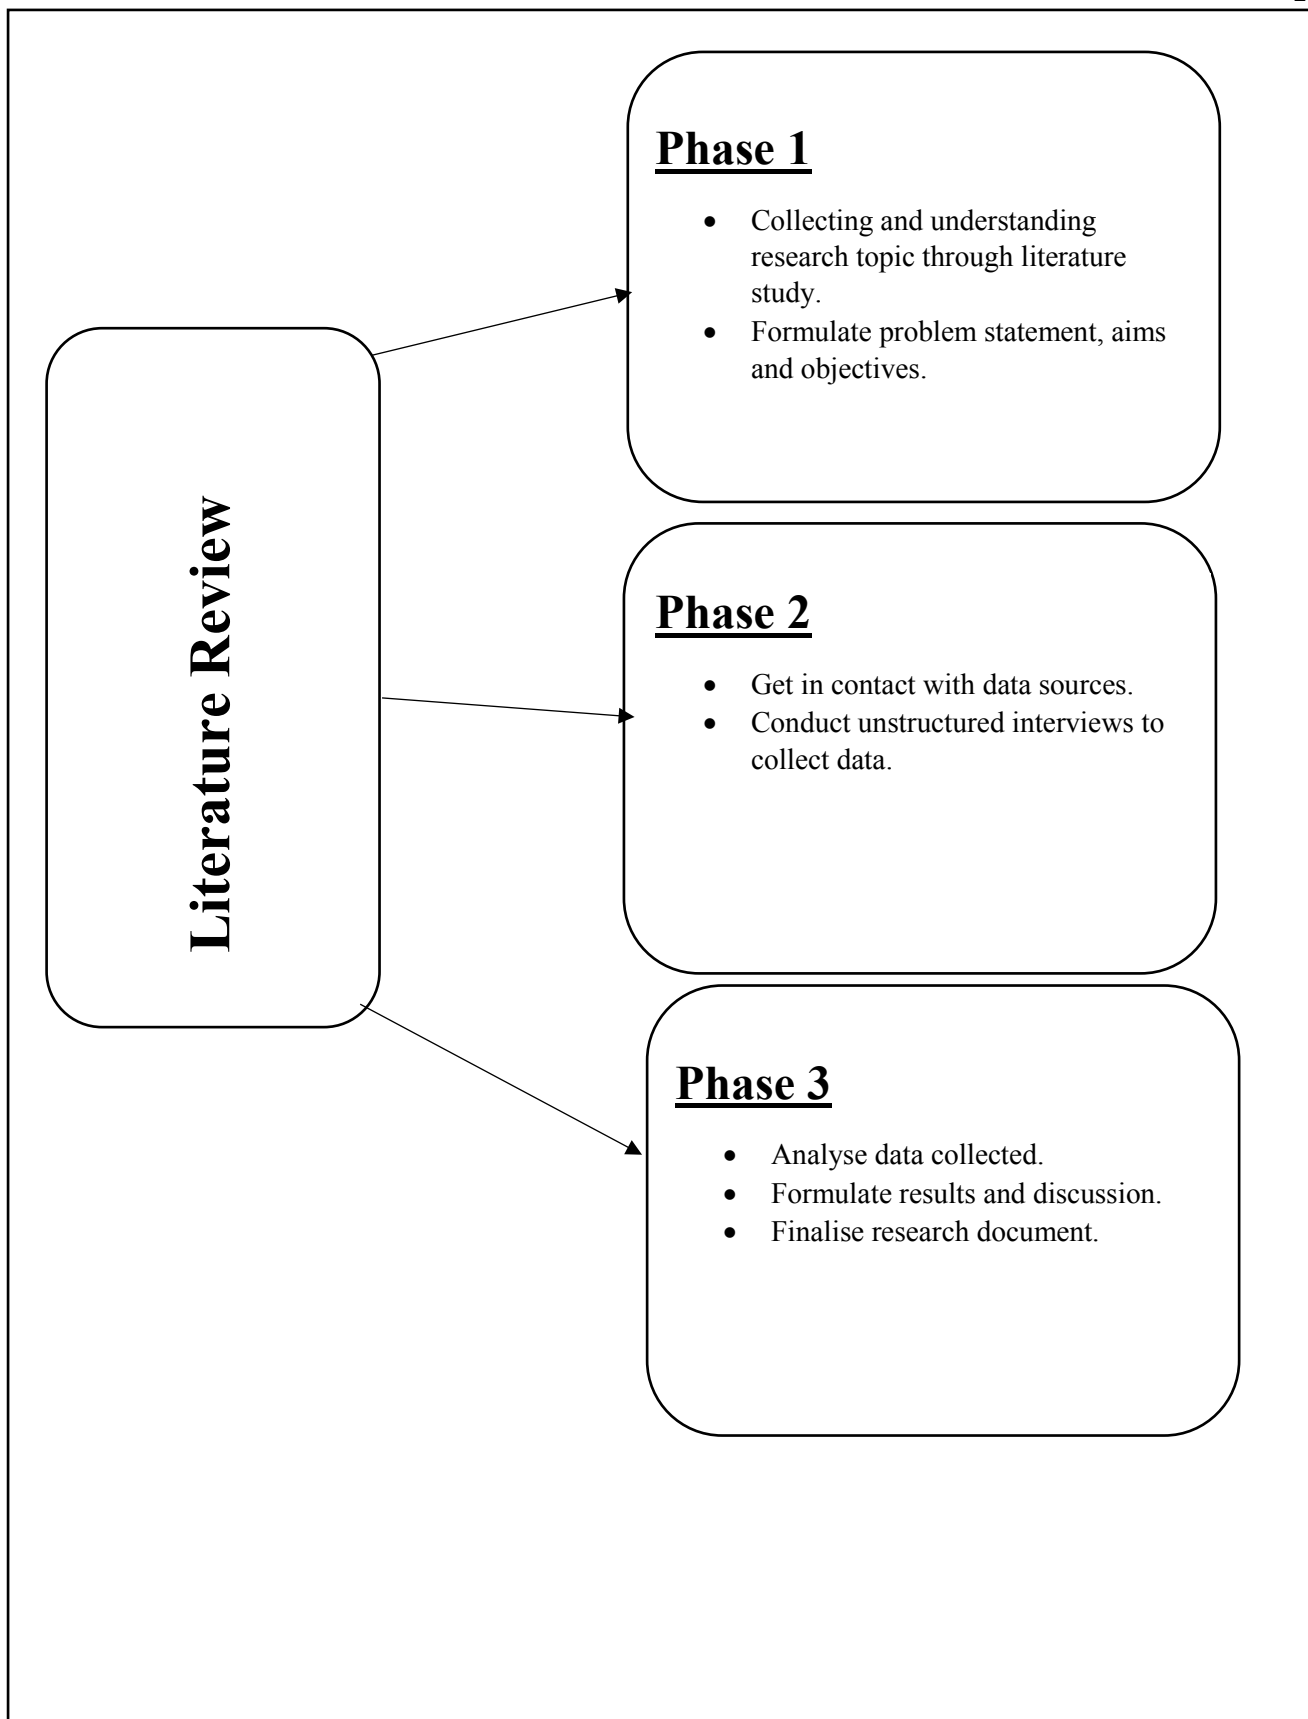 Phase 1
• Collecting and understanding
research topic through literature
study.
• Formulate problem statement, aims
and objectives.
Literature Review
Phase 2
• Get in contact with data sources.
• Conduct unstructured interviews to
collect data.
Phase 3
• Analyse data collected.
• Formulate results and discussion.
• Finalise research document.